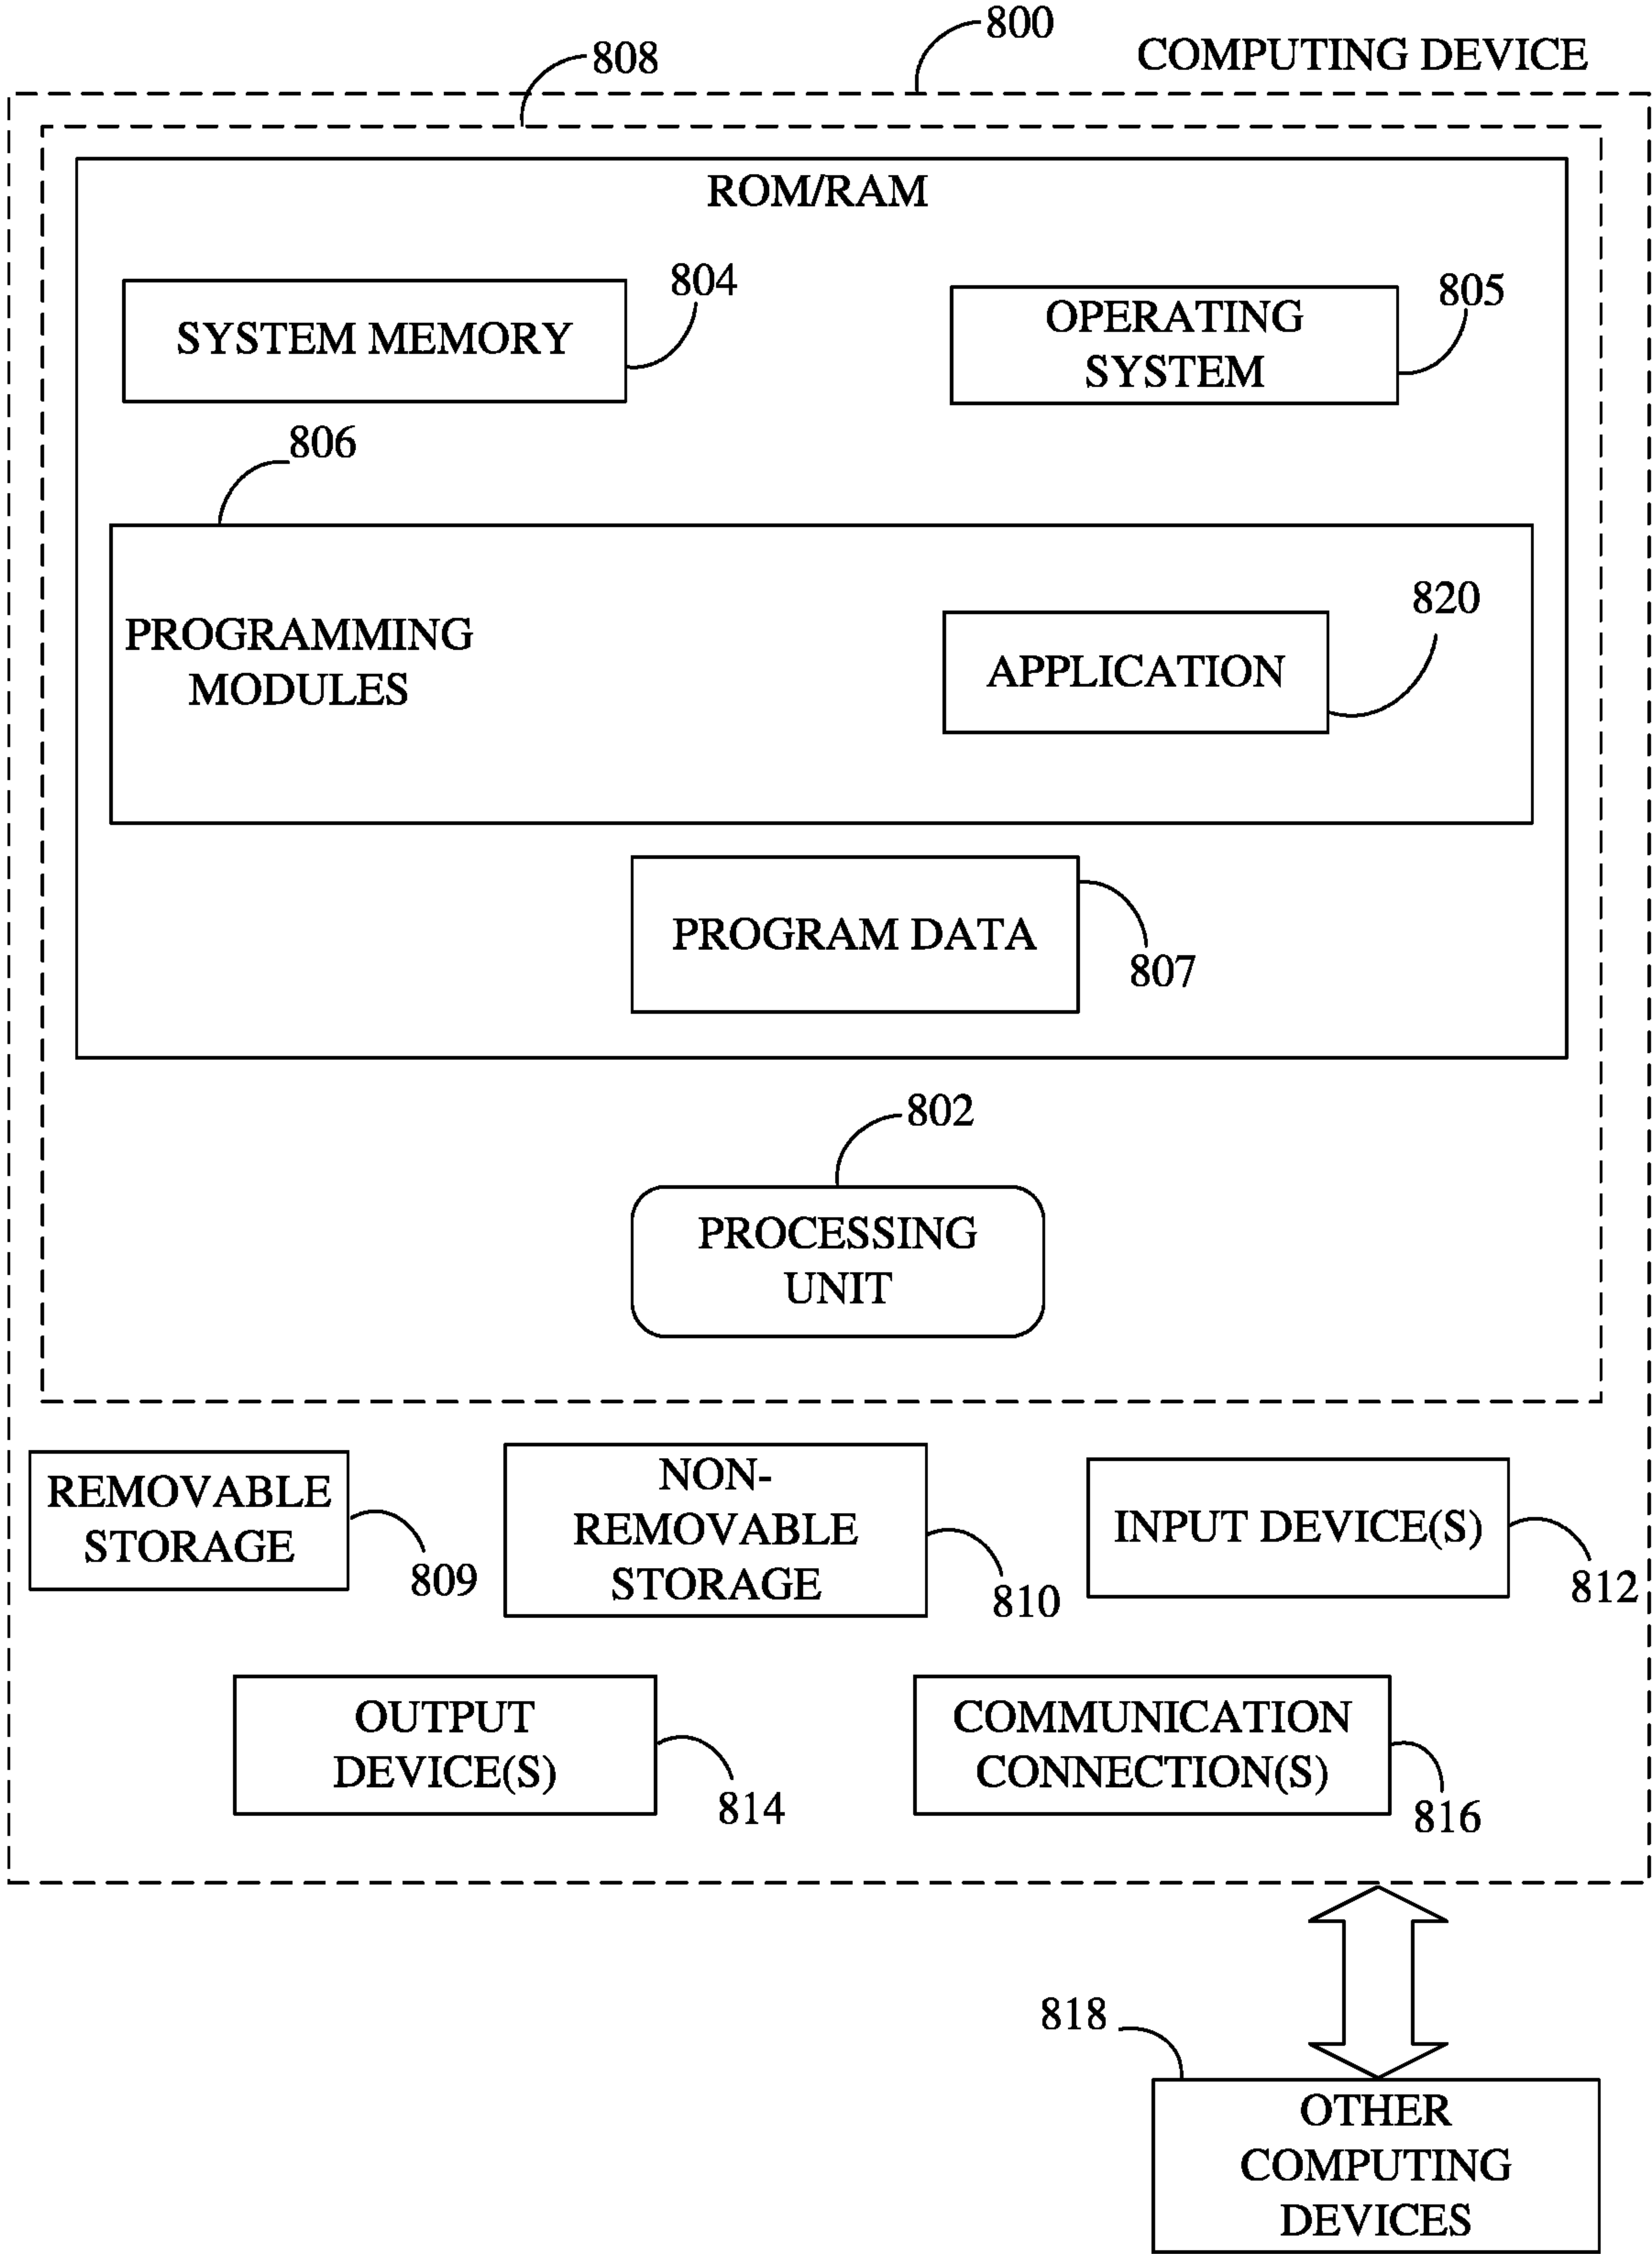 800
COMPUTING DEVICE
808
ROM/RAM
804
SYSTEM MEMORY
805
OPERATING
SYSTEM
806
PROGRAMMING
MODULES
820
APPLICATION
PROGRAM DATA
807
802
PROCESSING
UNIT
REMOVABLE
STORAGE
809
NON-
REMOVABLE
STORAGE
810
INPUT DEVICE(S)
812
OUTPUT
DEVICE(S)
814
COMMUNICATION
CONNECTION(S)
816
818
OTHER
COMPUTING
DEVICES